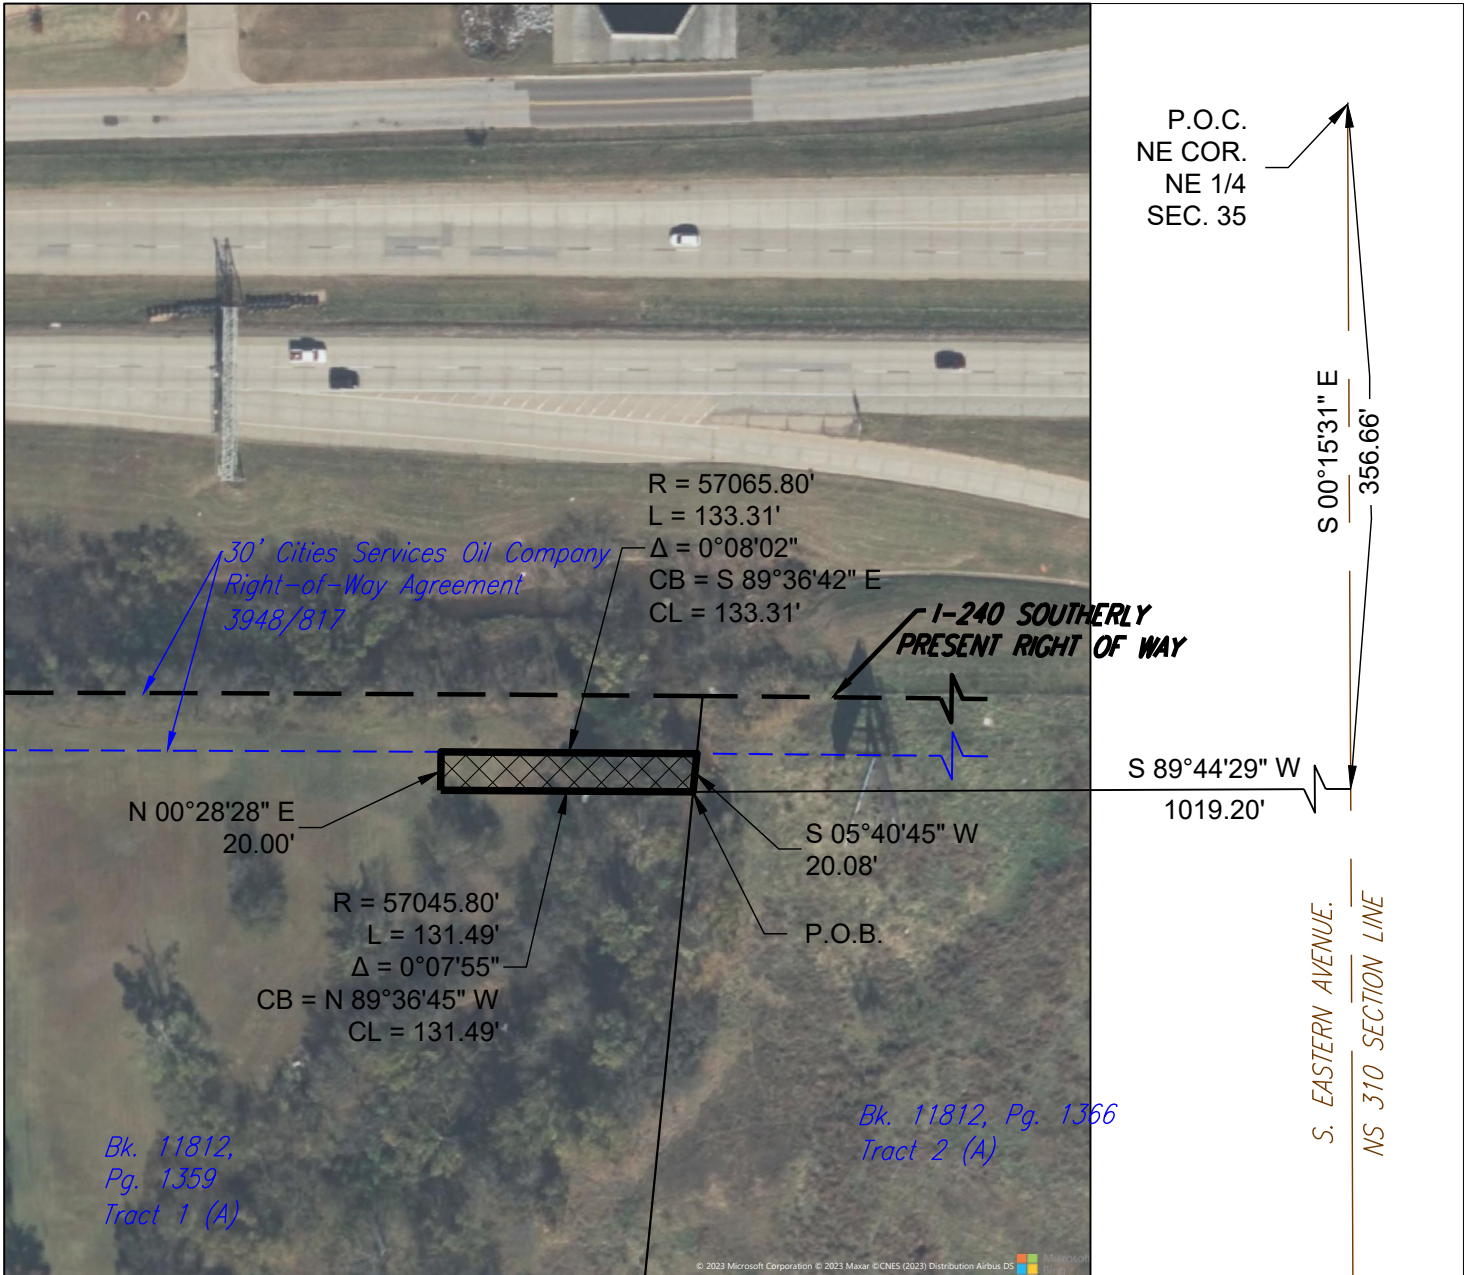 P.O.C.
NE COR.
NE 1/4
SEC. 35
S 00°15'31" E
356.66'
R = 57065.80'
L = 133.31'
Δ = 0°08'02"
CB = S 89°36'42" E
CL = 133.31'
30' Cities Services Oil Company
Right-of-Way Agreement
3948/817
I-240 SOUTHERLY
PRESENT RIGHT OF WAY
S 89°44'29" W
1019.20'
N 00°28'28" E
20.00'
S 05°40'45" W
20.08'
R = 57045.80'
L = 131.49'
Δ = 0°07'55"
CB = N 89°36'45" W
CL = 131.49'
P.O.B.
S. EASTERN AVENUE.
NS 310 SECTION LINE
Bk. 11812, Pg. 1366
Tract 2 (A)
Bk. 11812,
Pg. 1359
Tract 1 (A)
© 2023 Microsoft Corporation © 2023 Maxar ©CNES (2023) Distribution Airbus DS
Microsoft